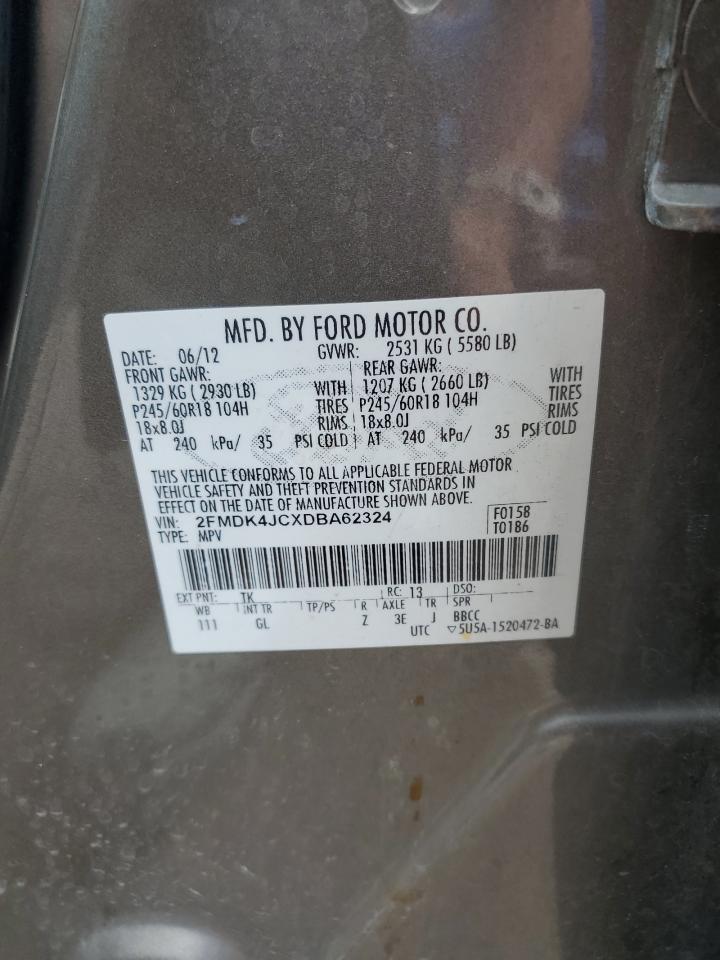 MFD. BY FORD MOTOR CO.
DATE: 06/12 GVWR: 2531 KG ( 5580 LB)
FRONT GAWR: REAR GAWR:
1329 KG ( 2930 LB) WITH 1207 KG ( 2660 LB) WITH
P245/60R18 104H TIRES P245/60R18 104H TIRES
18x8.0J RIMS 18x8.0J RIMS
AT 240 kPa/ 35 PSI COLD AT 240 kPa/ 35 PSI COLD
THIS VEHICLE CONFORMS TO ALL APPLICABLE FEDERAL MOTOR
VEHICLE SAFETY AND THEFT PREVENTION STANDARDS IN
EFFECT ON THE DATE OF MANUFACTURE SHOWN ABOVE.
VIN: 2FMDK4JCXDBA62324 F0158
TYPE: MPV T0186
EXT PNT: TK RC: 13 DSO:
WB INT TR TP/PS R AXLE TR SPR
111 GL Z 3E J BBCC
UTC ▽5U5A-1520472-BA